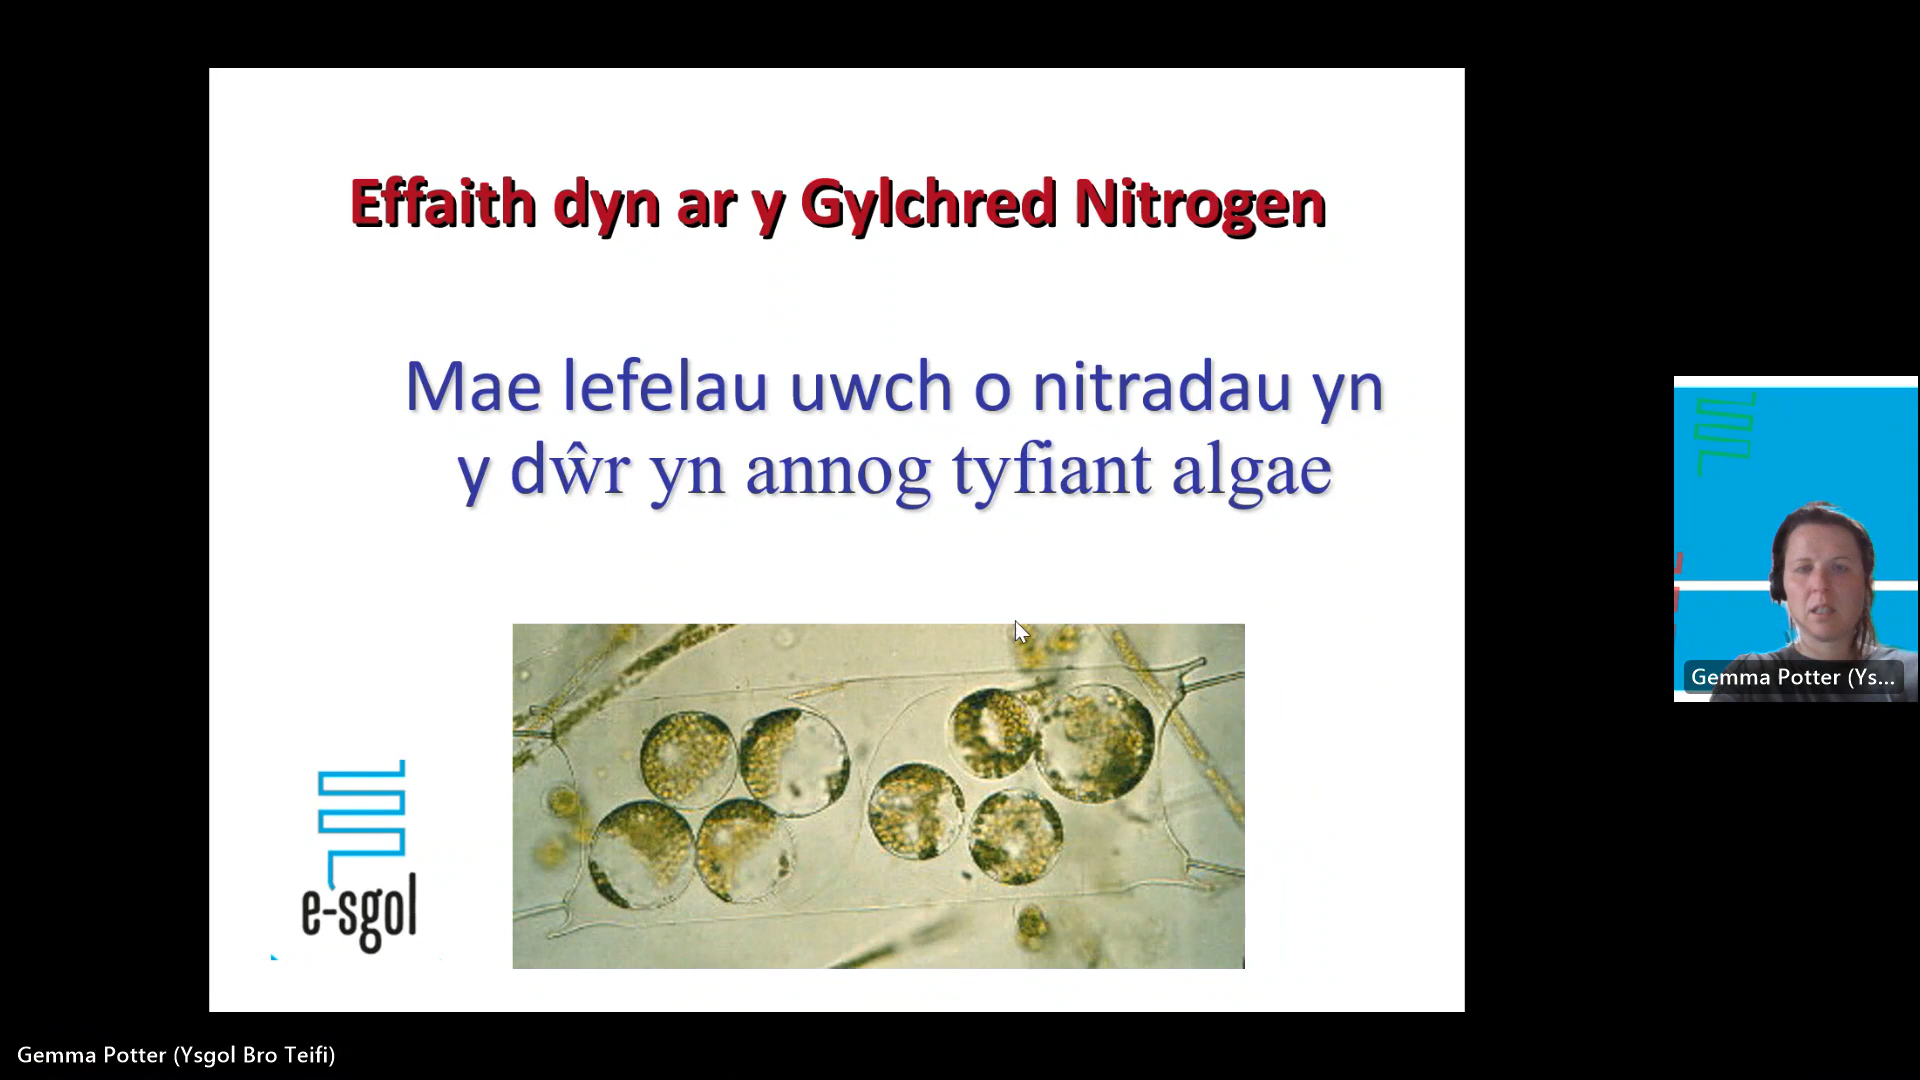 Effaith dyn ar y Gylchred Nitrogen
Mae lefelau uwch o nitradau yn
y dŵr yn annog tyfiant algae
e-sgol
Gemma Potter (Ys...
Gemma Potter (Ysgol Bro Teifi)